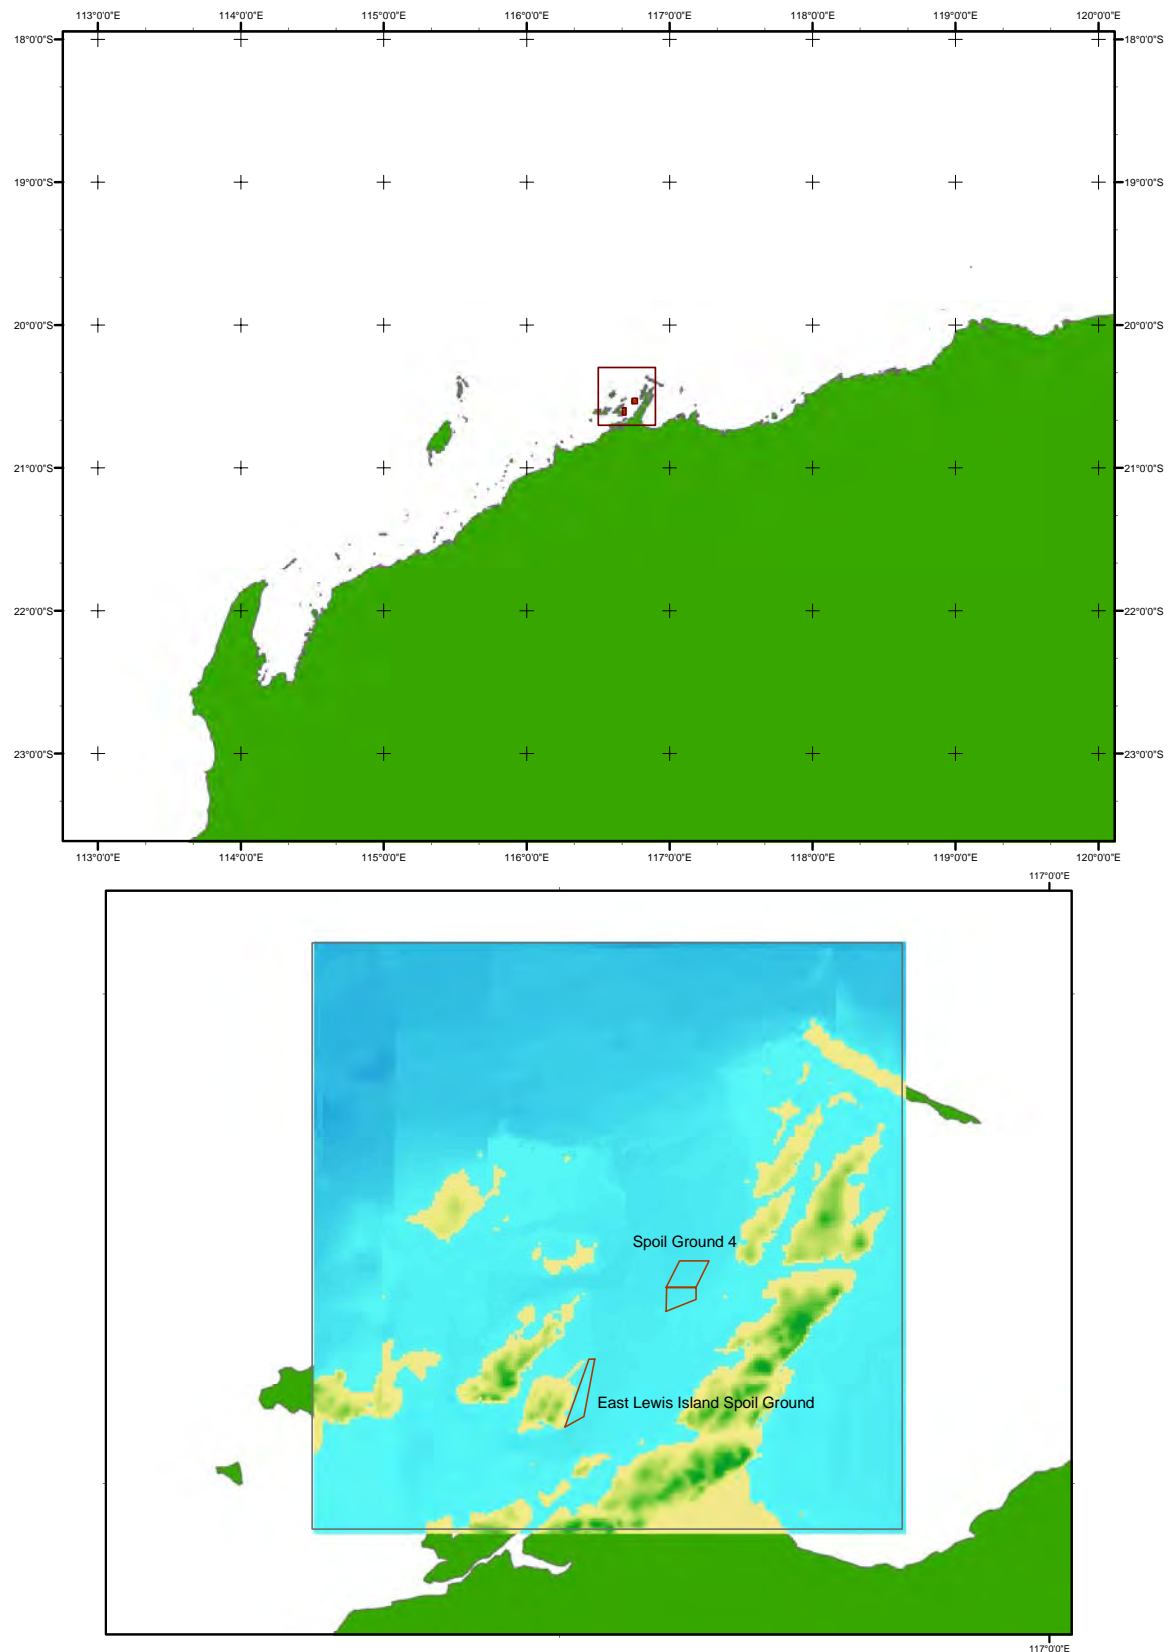 113°0'0"E 114°0'0"E 115°0'0"E 116°0'0"E 117°0'0"E 118°0'0"E 119°0'0"E 120°0'0"E
18°0'0"S 18°0'0"S
19°0'0"S 19°0'0"S
20°0'0"S 20°0'0"S
21°0'0"S 21°0'0"S
22°0'0"S 22°0'0"S
23°0'0"S 23°0'0"S
113°0'0"E 114°0'0"E 115°0'0"E 116°0'0"E 117°0'0"E 118°0'0"E 119°0'0"E 120°0'0"E
117°0'0"E
Spoil Ground 4
East Lewis Island Spoil Ground
117°0'0"E